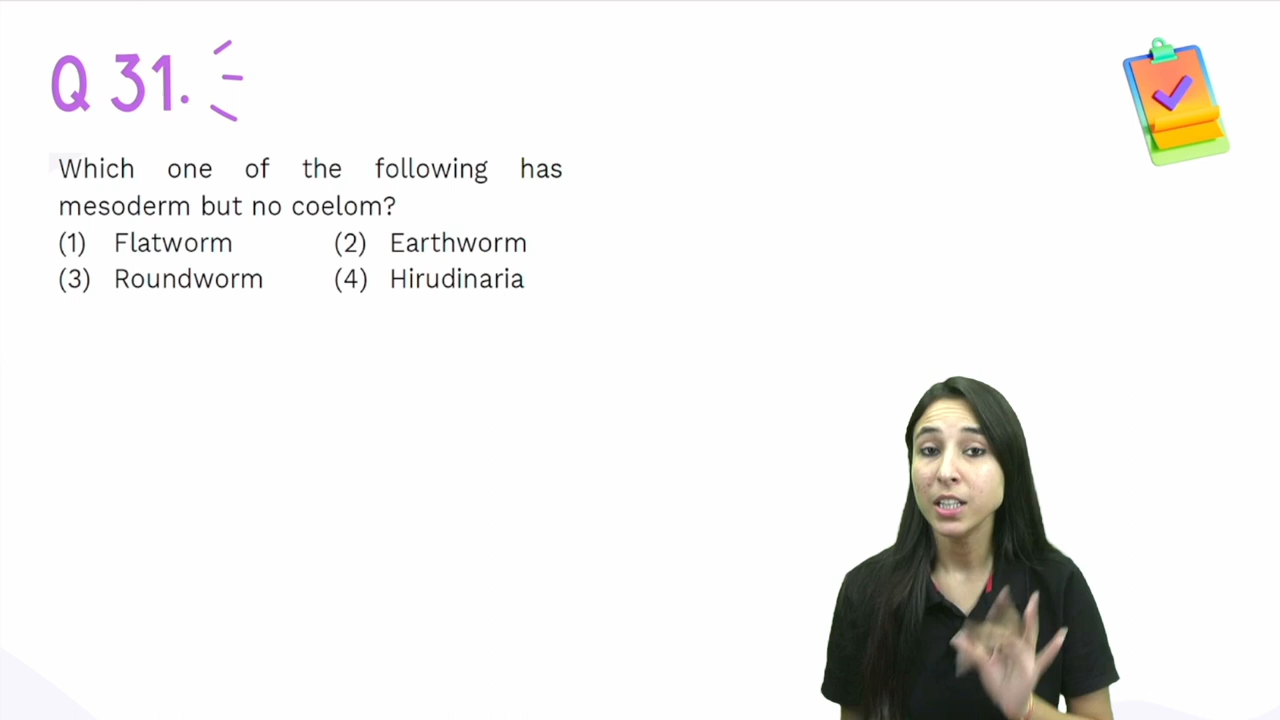 Q 31.
Which one of the following has
mesoderm but no coelom?
(1) Flatworm (2) Earthworm
(3) Roundworm (4) Hirudinaria